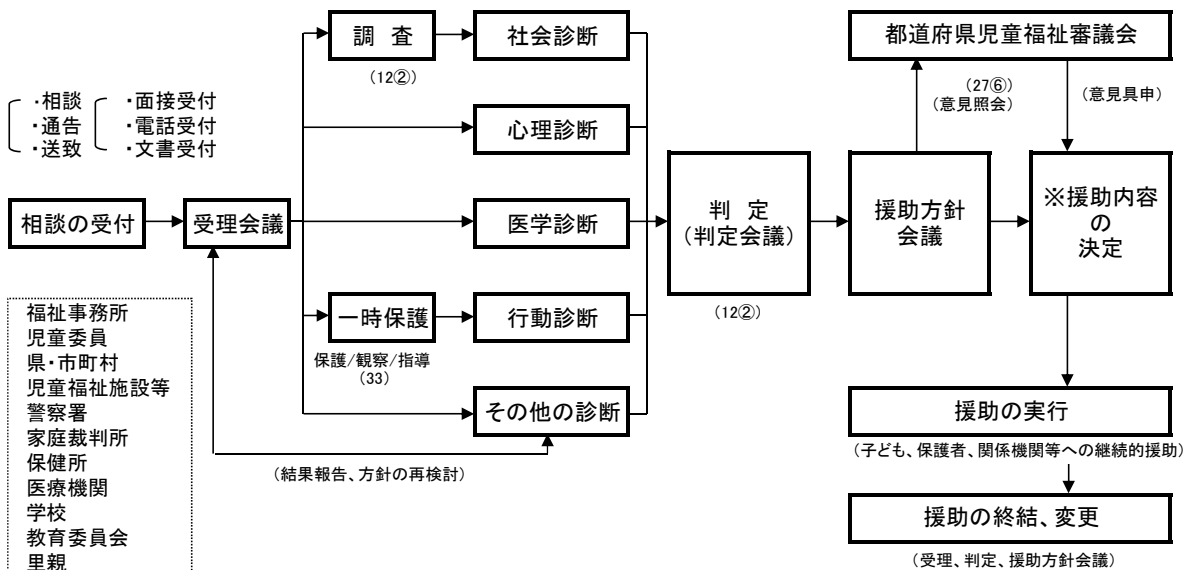 調 査
社会診断
都道府県児童福祉審議会
(12②)
(27⑥)
(意見照会)
(意見具申)
・相談
・通告
・送致
・面接受付
・電話受付
・文書受付
心理診断
相談の受付
受理会議
医学診断
判 定
(判定会議)
(12②)
援助方針
会議
※援助内容
の
決定
一時保護
行動診断
保護/観察/指導
(33)
その他の診断
(結果報告、方針の再検討)
福祉事務所
児童委員
県・市町村
児童福祉施設等
警察署
家庭裁判所
保健所
医療機関
学校
教育委員会
里親
援助の実行
(子ども、保護者、関係機関等への継続的援助)
援助の終結、変更
(受理、判定、援助方針会議)